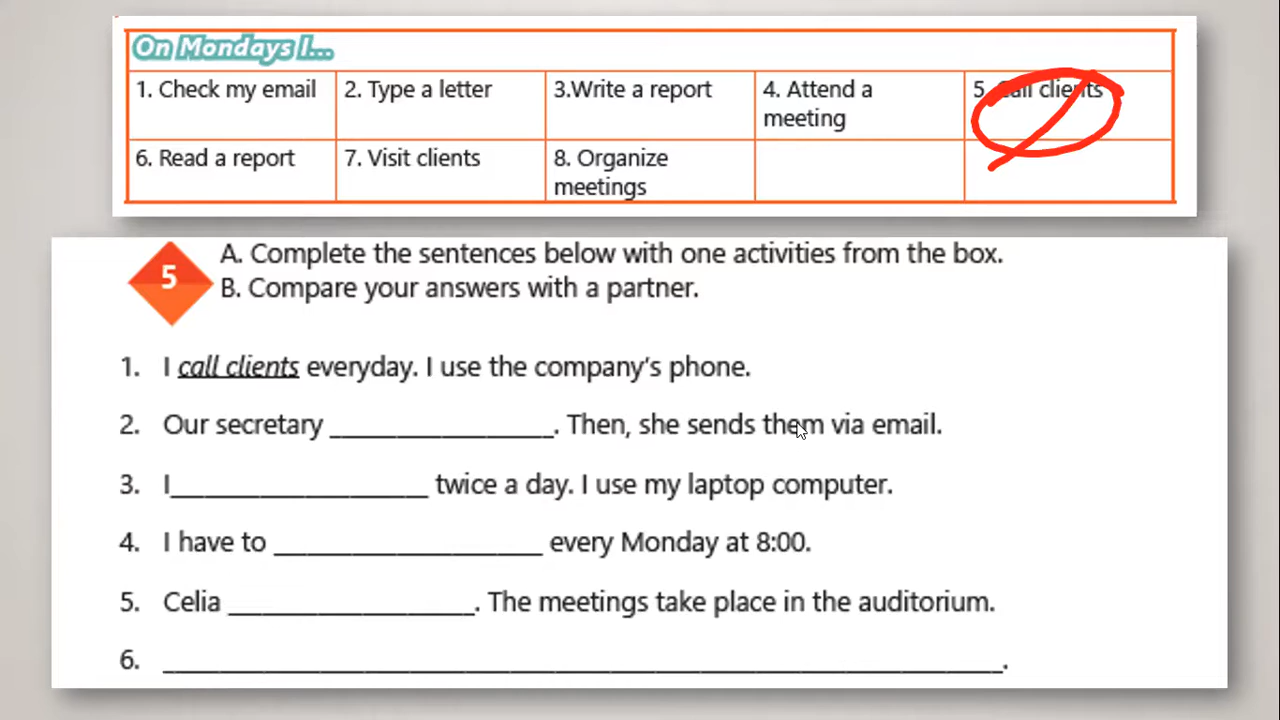 On Mondays I...
1. Check my email 2. Type a letter 3.Write a report 4. Attend a meeting 5. Call clients
6. Read a report 7. Visit clients 8. Organize meetings
5
A. Complete the sentences below with one activities from the box.
B. Compare your answers with a partner.
1. I call clients everyday. I use the company's phone.
2. Our secretary ________________. Then, she sends them via email.
3. I__________________ twice a day. I use my laptop computer.
4. I have to ___________________ every Monday at 8:00.
5. Celia _________________. The meetings take place in the auditorium.
6. ____________________________________________________________.